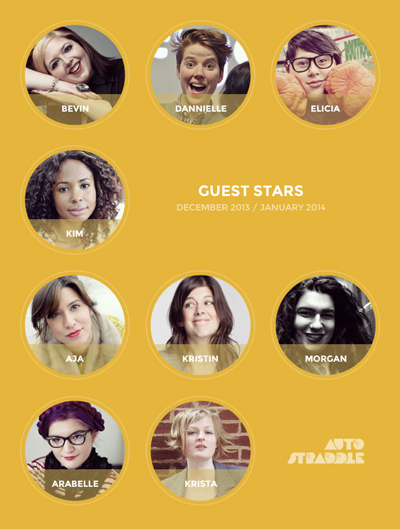 BEVIN
DANNIELLE
ELICIA
KIM
GUEST STARS
DECEMBER 2013 / JANUARY 2014
AJA
KRISTIN
MORGAN
ARABELLE
KRISTA
AUTO
STRADDLE